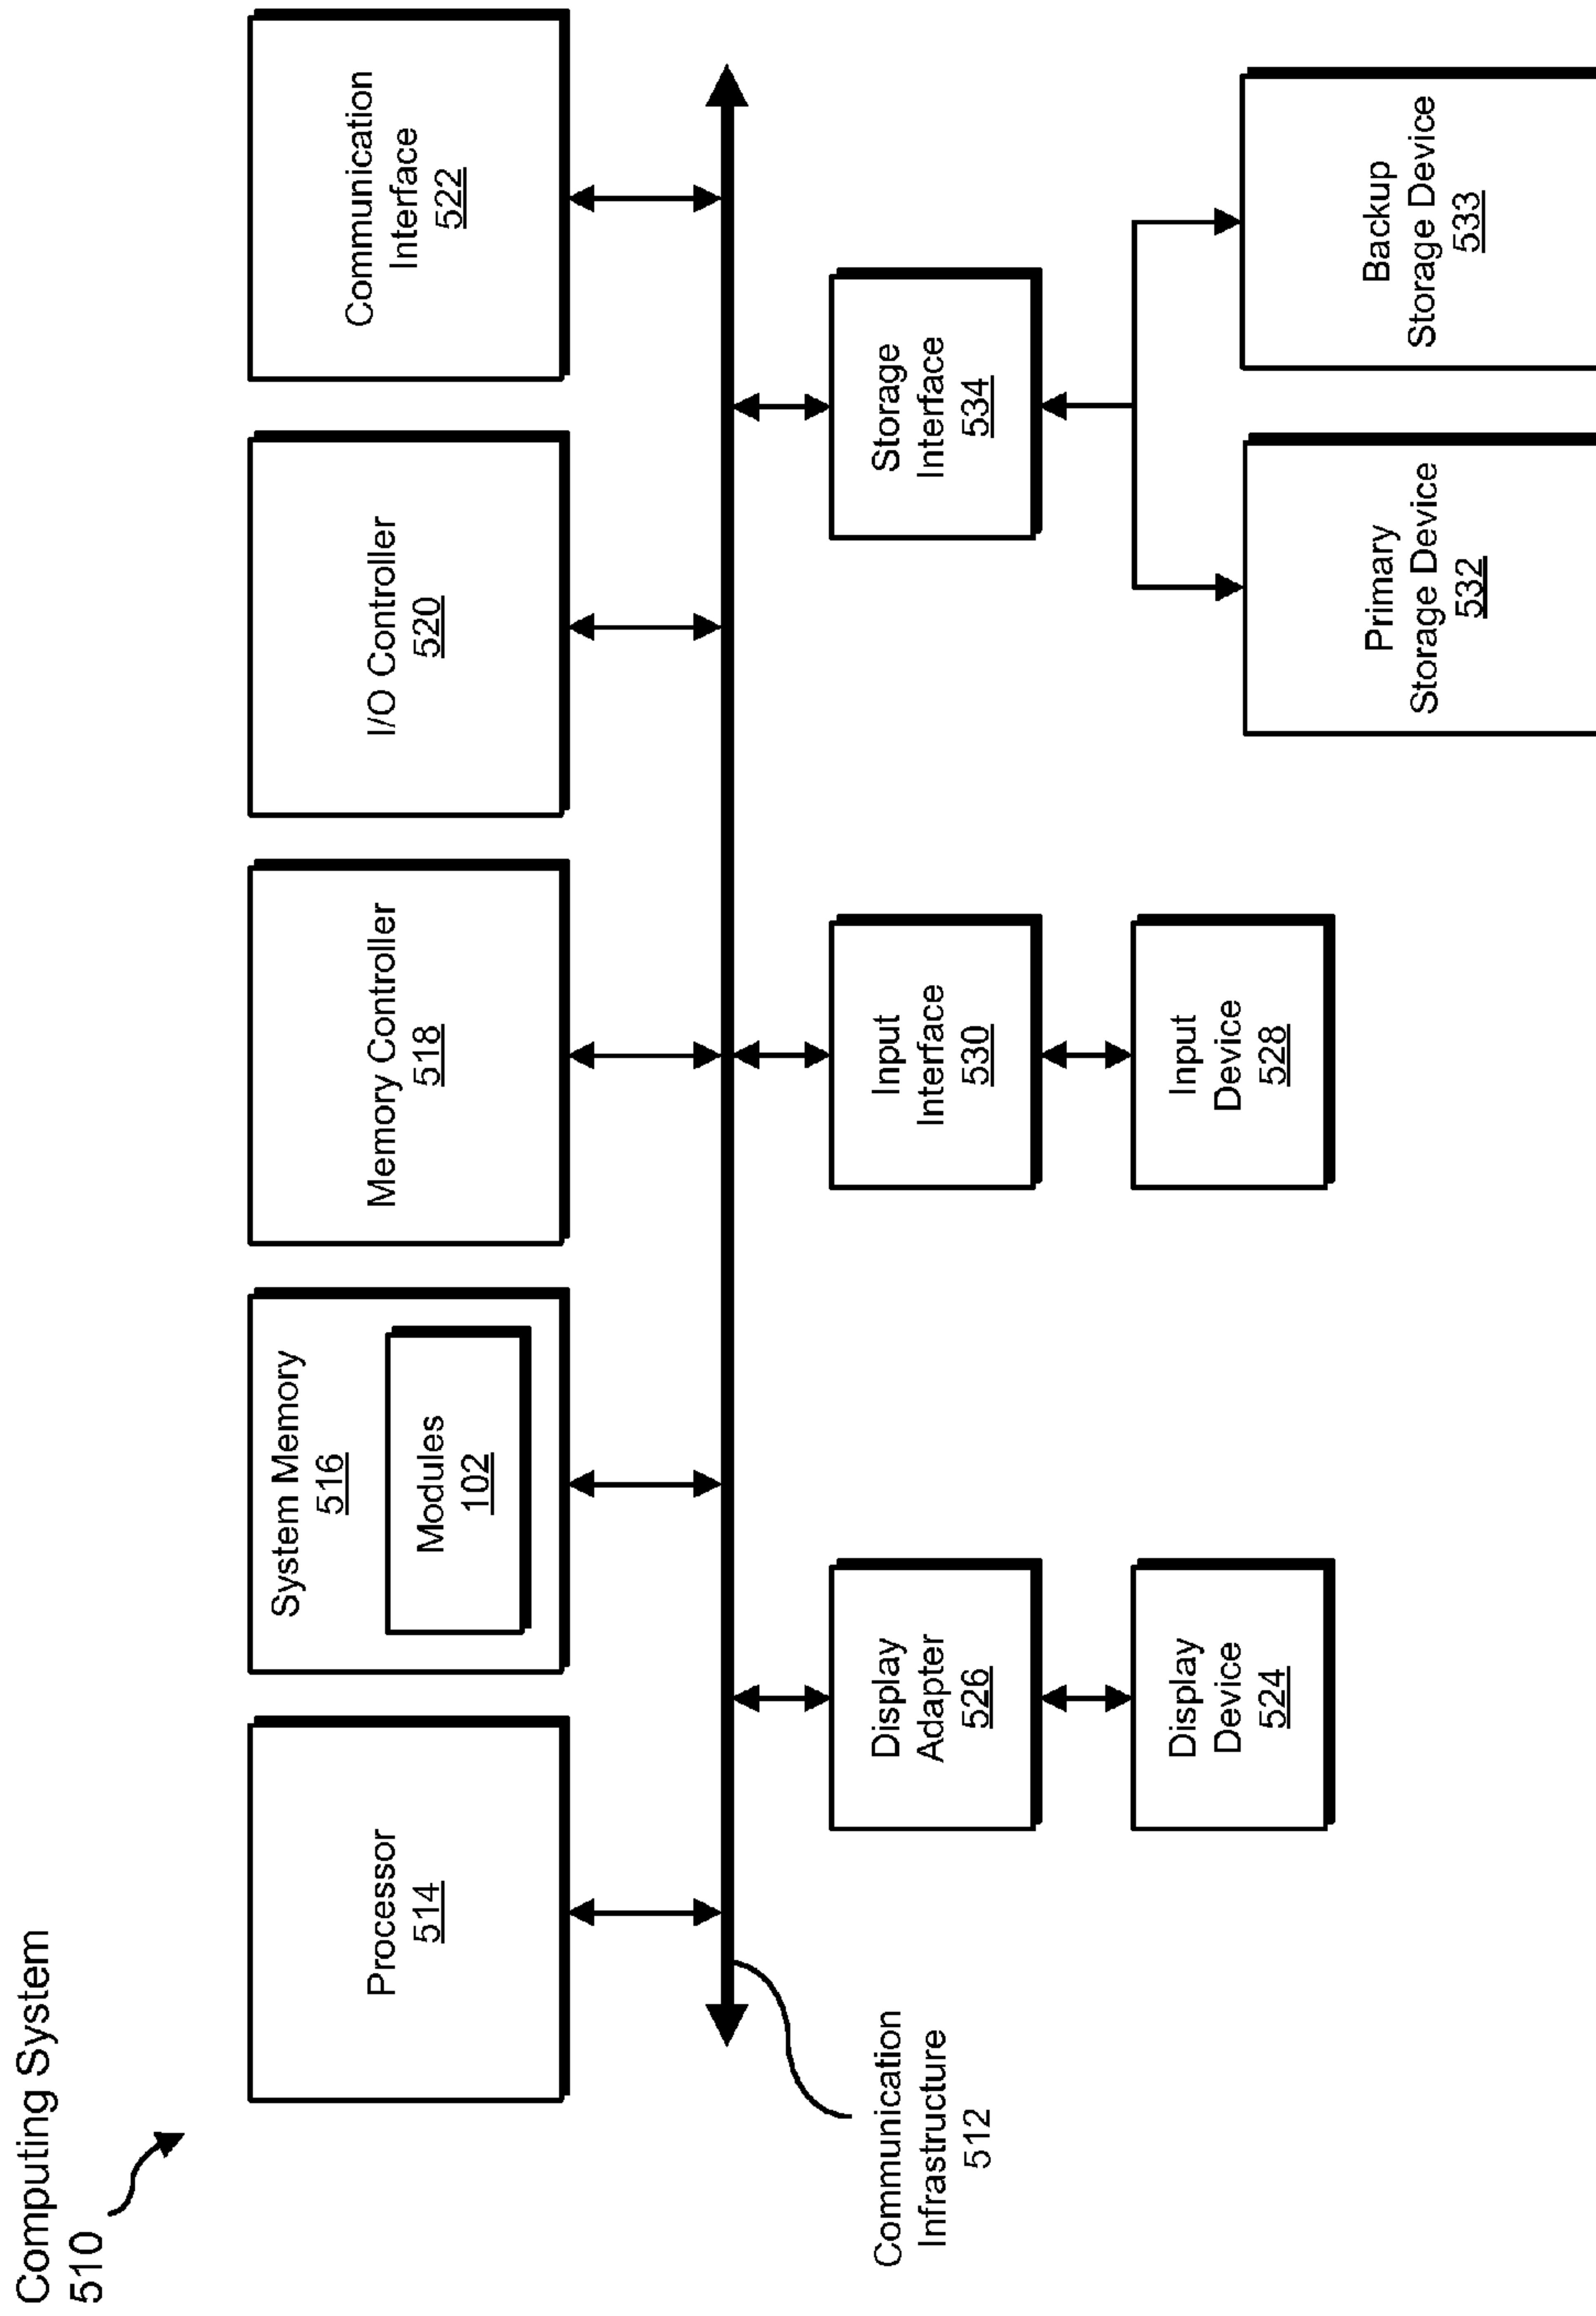 Computing System
510
Processor
514
System Memory
516
Modules
102
Memory Controller
518
I/O Controller
520
Communication
Interface
522
Communication
Infrastructure
512
Display
Adapter
526
Input
Interface
530
Storage
Interface
534
Display
Device
524
Input
Device
528
Primary
Storage Device
532
Backup
Storage Device
533